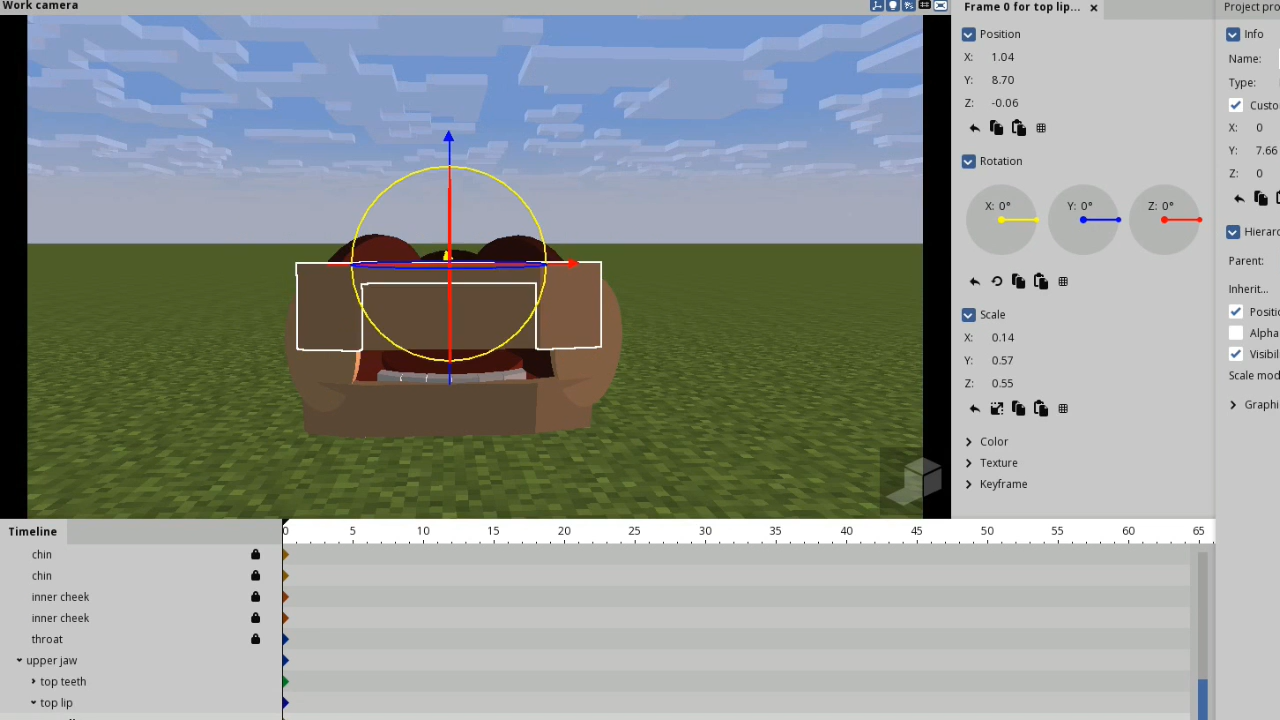 Work camera
Frame 0 for top lip...
Project pro
Position
X: 1.04
Y: 8.70
Z: -0.06
Rotation
X: 0°
Y: 0°
Z: 0°
Scale
X: 0.14
Y: 0.57
Z: 0.55
Color
Texture
Keyframe
Info
Name:
Type:
Custo
X: 0
Y: 7.66
Z: 0
Hierarc
Parent:
Inherit...
Positio
Alpha
Visibil
Scale mod
Graphi
Timeline
0 5 10 15 20 25 30 35 40 45 50 55 60 65
chin
chin
inner cheek
inner cheek
throat
upper jaw
top teeth
top lip